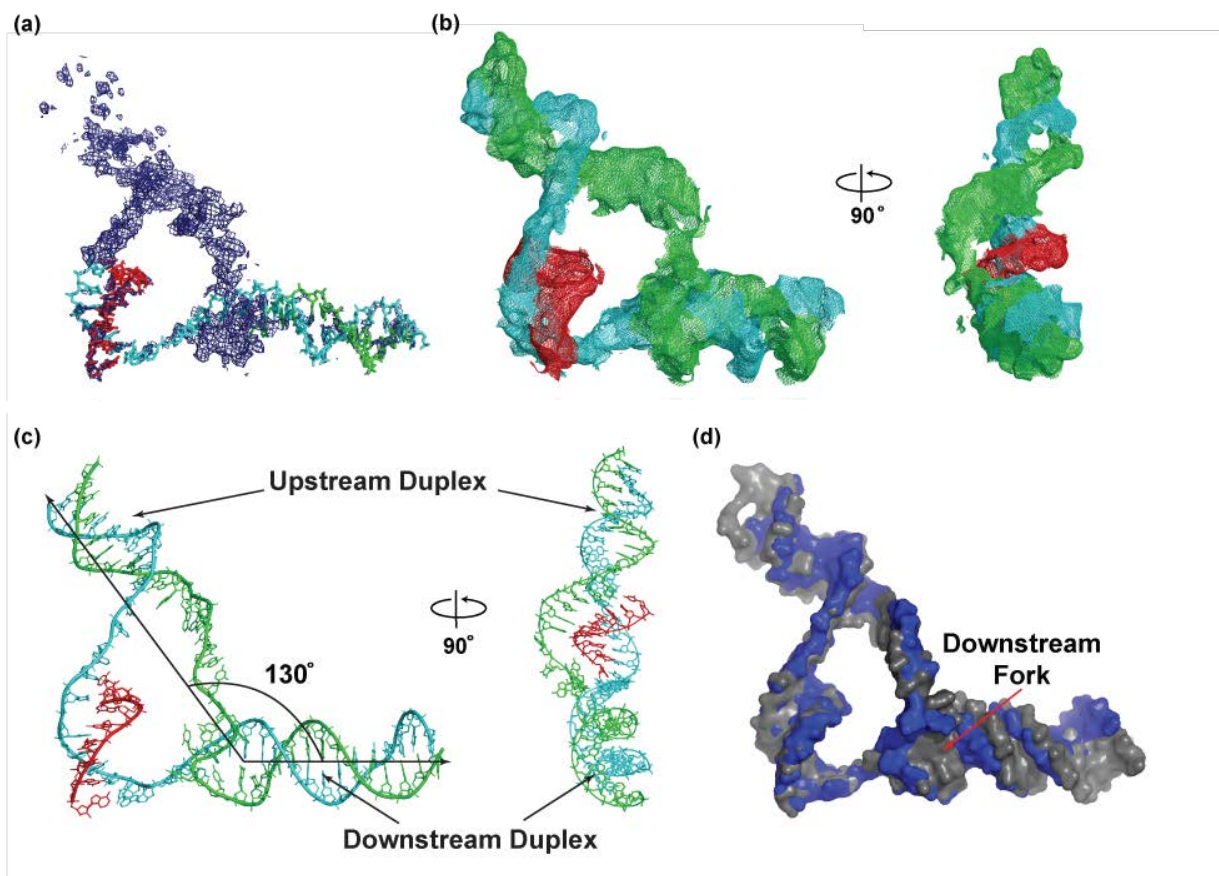 (a)
(b)
90°
(c)
Upstream Duplex
130°
90°
Downstream Duplex
(d)
Downstream
Fork